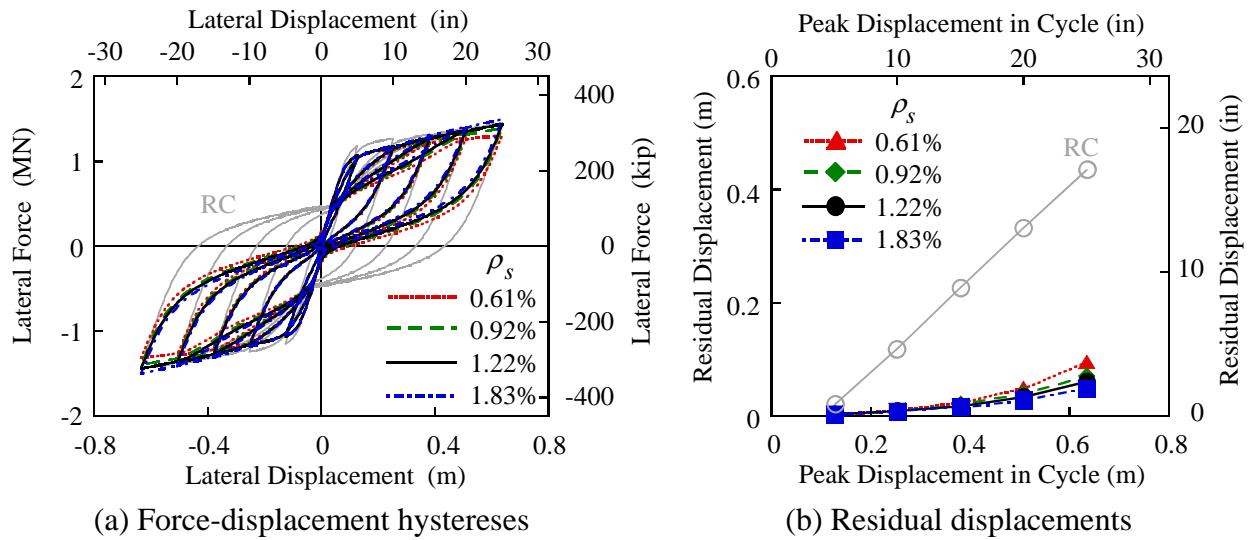 Lateral Displacement (in)
-30 -20 -10 0 10 20 30
2
1
0
-1
-2
Lateral Force (MN)
400
200
0
-200
-400
Lateral Force (kip)
RC
ρs
0.61%
0.92%
1.22%
1.83%
-0.8 -0.4 0 0.4 0.8
Lateral Displacement (m)
(a) Force-displacement hystereses
Peak Displacement in Cycle (in)
0 10 20 30
0.6
0.4
0.2
0
Residual Displacement (m)
20
10
0
Residual Displacement (in)
ρs
0.61%
0.92%
1.22%
1.83%
RC
0 0.2 0.4 0.6 0.8
Peak Displacement in Cycle (m)
(b) Residual displacements